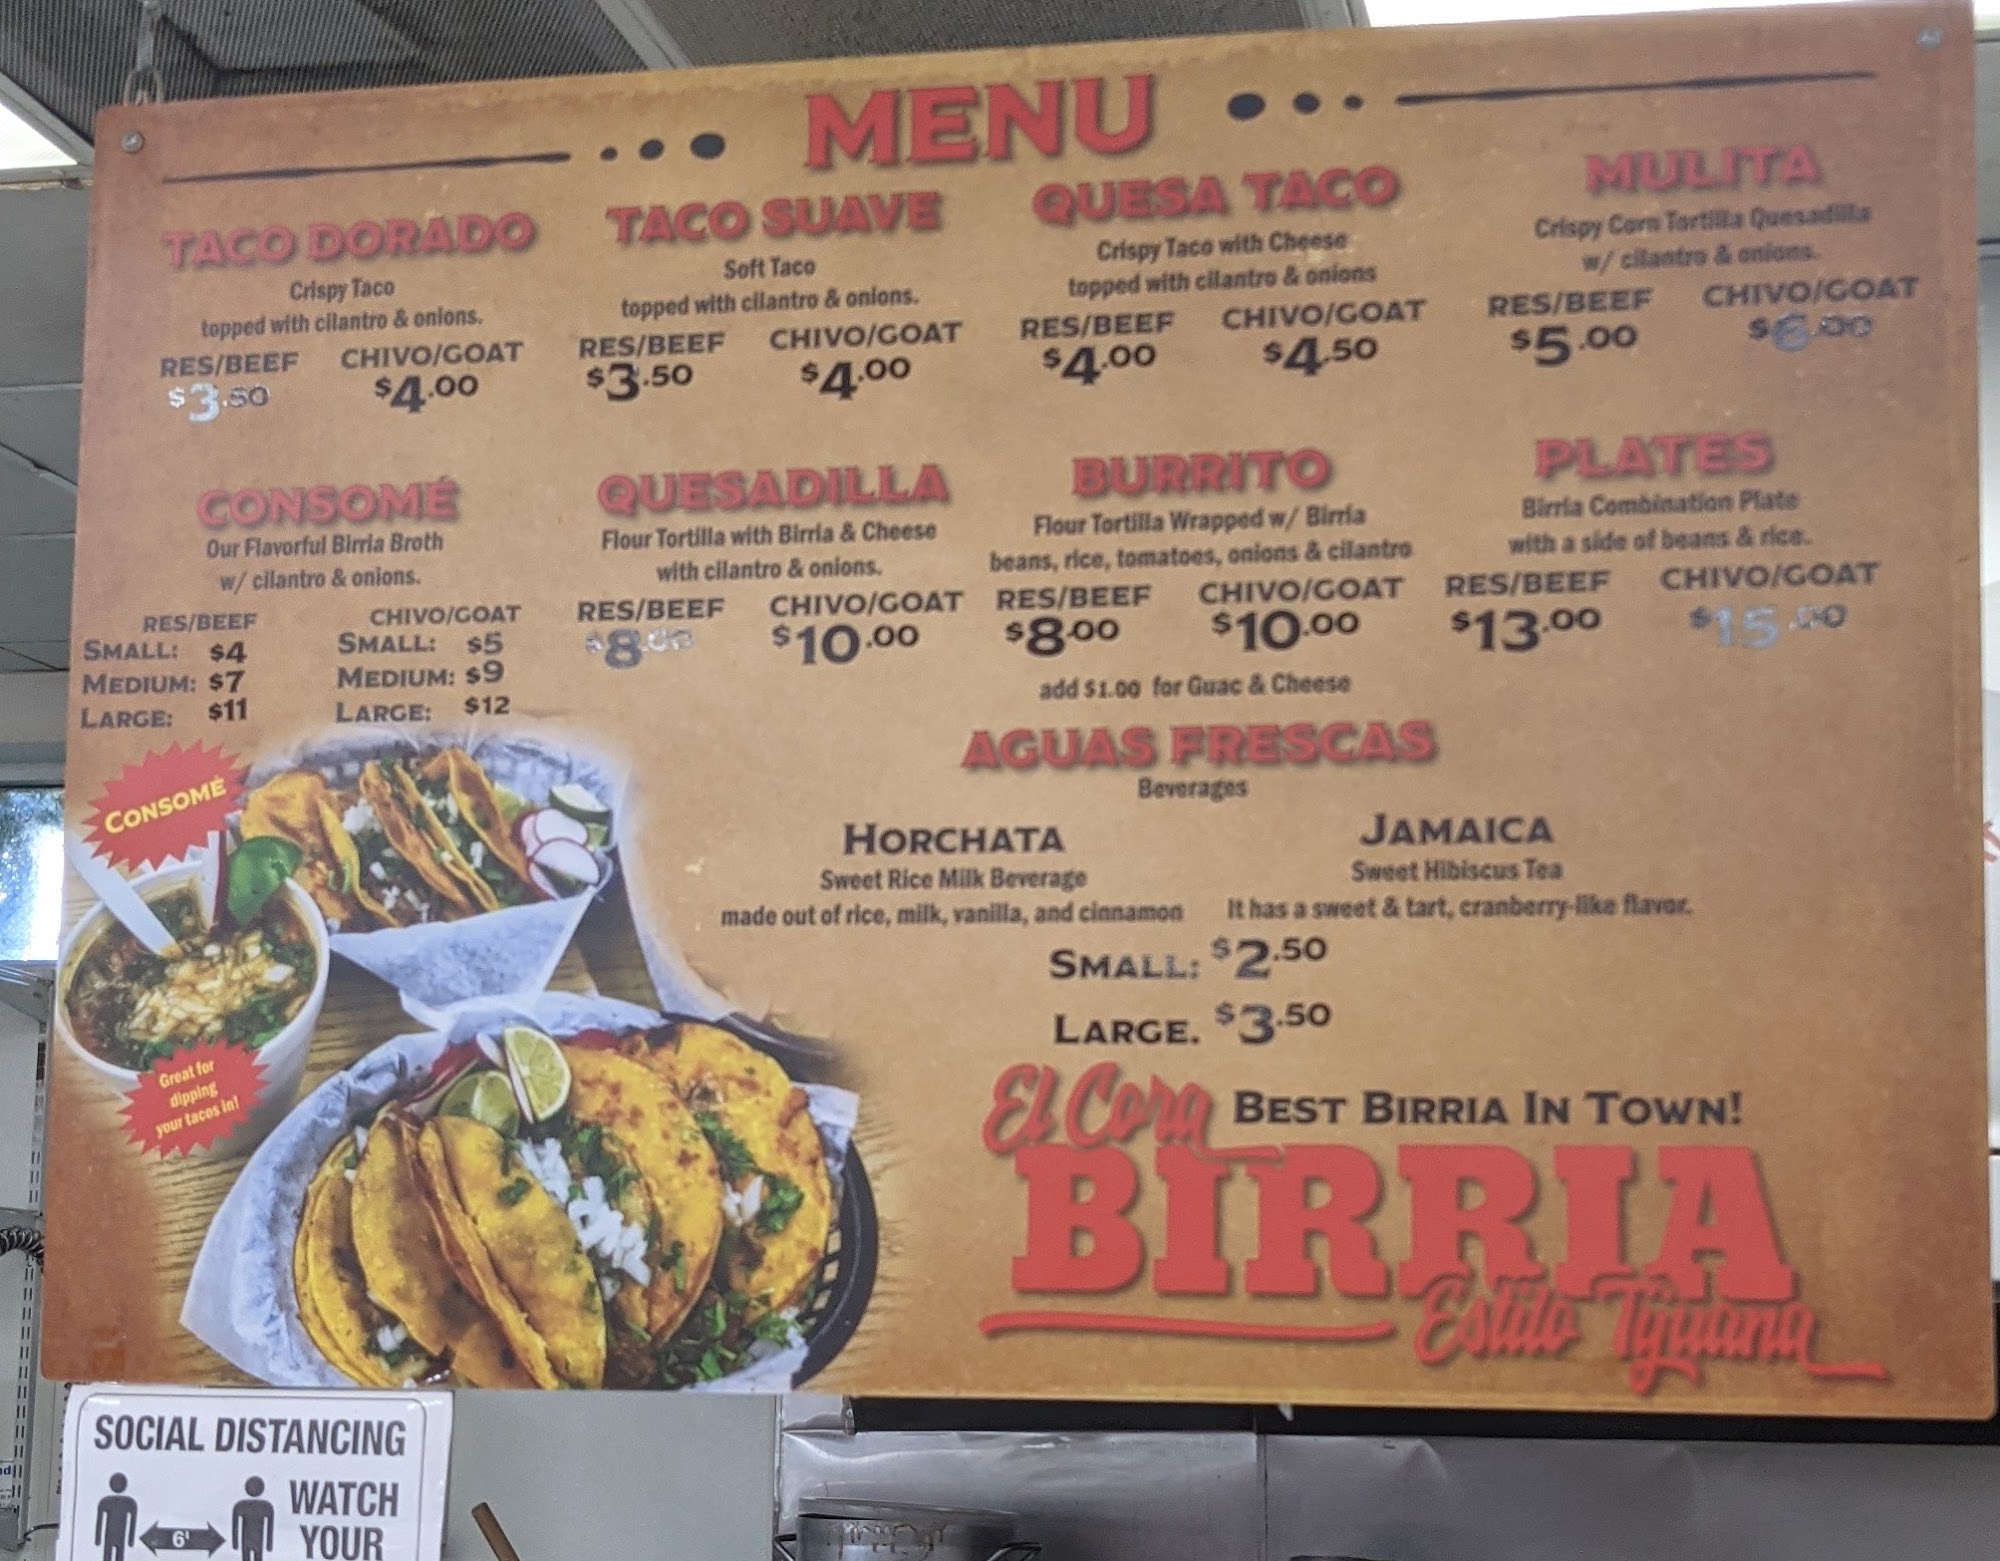 MENU
TACO DORADO
Crispy Taco
topped with cilantro & onions.
RES/BEEF CHIVO/GOAT
$3.50 $4.00
TACO SUAVE
Soft Taco
topped with cilantro & onions.
RES/BEEF CHIVO/GOAT
$3.50 $4.00
QUESA TACO
Crispy Taco with Cheese
topped with cilantro & onions
RES/BEEF CHIVO/GOAT
$4.00 $4.50
MULITA
Crispy Corn Tortilla Quesadilla
w/ cilantro & onions.
RES/BEEF CHIVO/GOAT
$5.00 $6.00
CONSOMÉ
Our Flavorful Birria Broth
w/ cilantro & onions.
RES/BEEF CHIVO/GOAT
SMALL: $4 SMALL: $5
MEDIUM: $7 MEDIUM: $9
LARGE: $11 LARGE: $12
QUESADILLA
Flour Tortilla with Birria & Cheese
with cilantro & onions.
RES/BEEF CHIVO/GOAT
$8.00 $10.00
BURRITO
Flour Tortilla Wrapped w/ Birria
beans, rice, tomatoes, onions & cilantro
RES/BEEF CHIVO/GOAT
$8.00 $10.00
add $1.00 for Guac & Cheese
PLATES
Birria Combination Plate
with a side of beans & rice.
RES/BEEF CHIVO/GOAT
$13.00 $15.00
AGUAS FRESCAS
Beverages
HORCHATA
Sweet Rice Milk Beverage
made out of rice, milk, vanilla, and cinnamon
JAMAICA
Sweet Hibiscus Tea
It has a sweet & tart, cranberry-like flavor.
SMALL: $2.50
LARGE. $3.50
CONSOMÉ
Great for
dipping
your tacos in!
El Cora BEST BIRRIA IN TOWN!
BIRRIA
Estilo Tijuana
SOCIAL DISTANCING
WATCH
6' YOUR